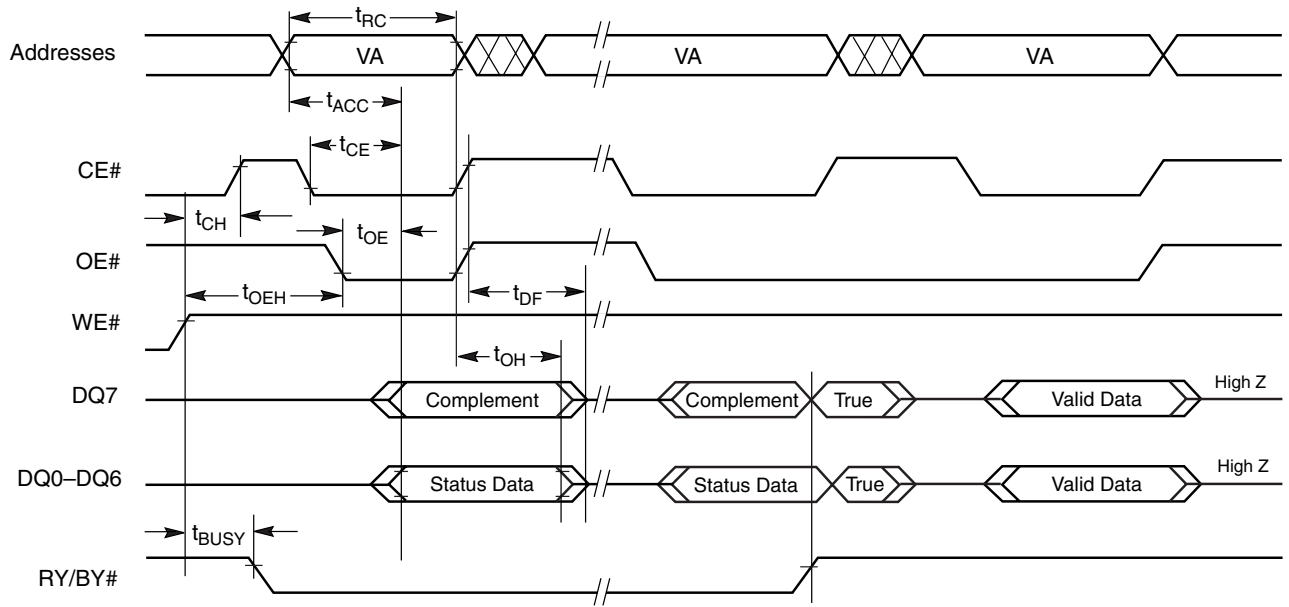 tRC
Addresses VA VA VA
tACC
tCE
CE#
tCH tOE
OE#
tOEH tDF
WE#
tOH
DQ7 Complement Complement True Valid Data High Z
DQ0–DQ6 Status Data Status Data True Valid Data High Z
tBUSY
RY/BY#